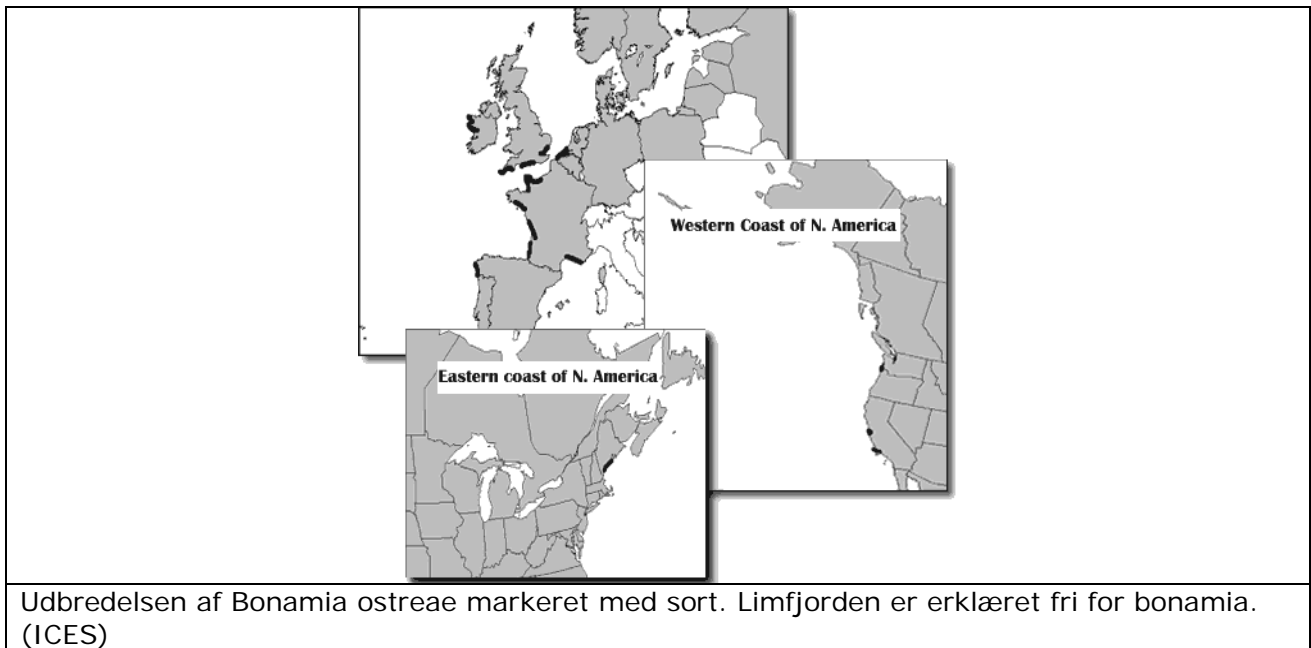 Western Coast of N. America
Eastern coast of N. America
Udbredelsen af Bonamia ostreae markeret med sort. Limfjorden er erklæret fri for bonamia.
(ICES)